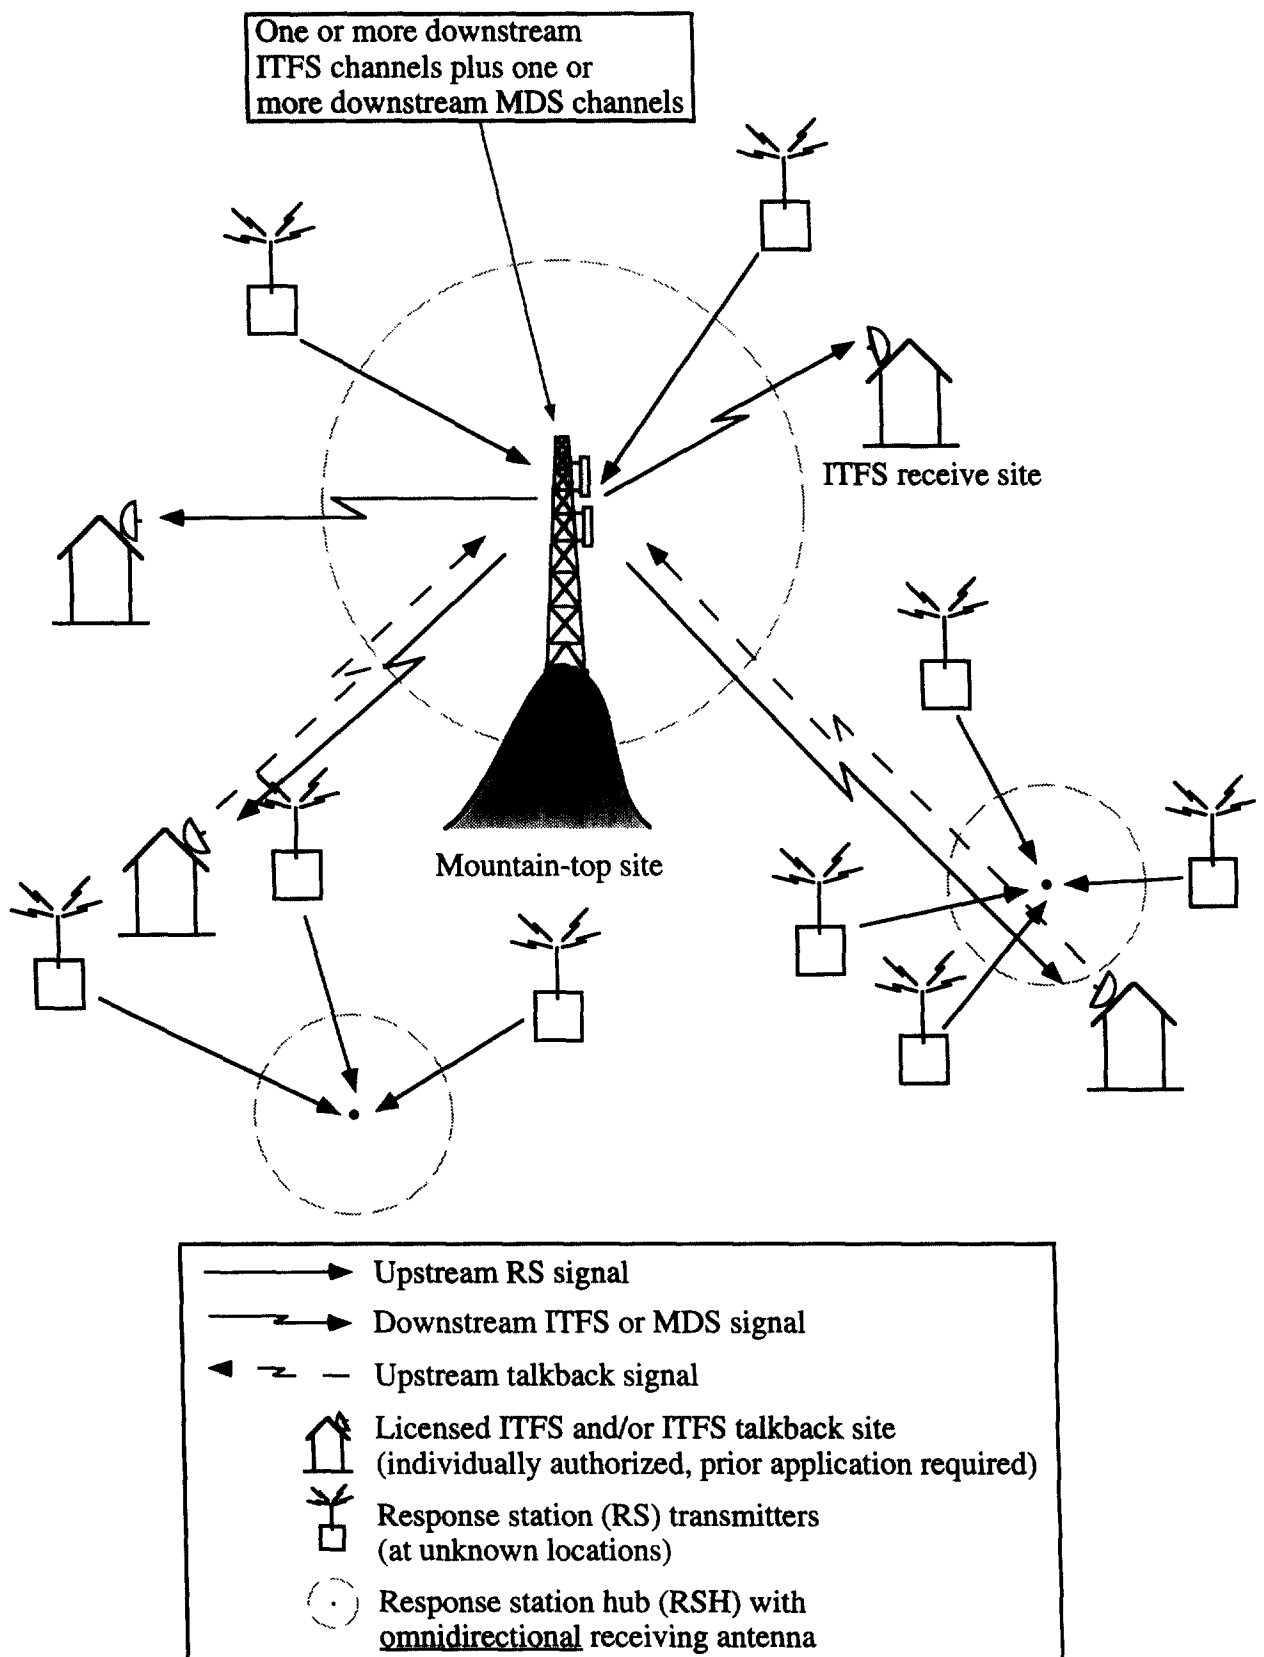 One or more downstream
ITFS channels plus one or
more downstream MDS channels
ITFS receive site
Mountain-top site
Upstream RS signal
Downstream ITFS or MDS signal
Upstream talkback signal
Licensed ITFS and/or ITFS talkback site
(individually authorized, prior application required)
Response station (RS) transmitters
(at unknown locations)
Response station hub (RSH) with
omnidirectional receiving antenna